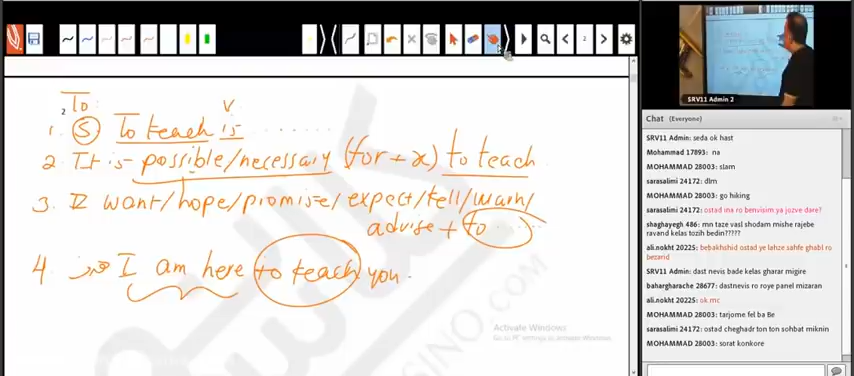 2
To
V
1. S To teach is ..........
2. It is possible/necessary (for + x) to teach
3. I want/hope/promise/expect/tell/warn/
advise + to ....
4. I am here to teach you.
SINO.COM
Activate Windows
Go to PC settings to activate Windows.
SRV11 Admin 2
Chat (Everyone)
SRV11 Admin: seda ok hast
Mohammad 17893: na
MOHAMMAD 28003: slam
sarasalimi 24172: dlm
MOHAMMAD 28003: go hiking
sarasalimi 24172: ostad ina ro benvisim ya jozve dare?
shaghayegh 486: mn taze vasl shodam mishe rajebe
ravand kelas tozih bedin?????
ali.nokht 20225: bebakhshid ostad ye lahze safhe ghabl ro
bezarid
SRV11 Admin: dast nevis bade kelas gharar migire
bahargharache 28677: dastnevis ro roye panel mizaran
ali.nokht 20225: ok mc
MOHAMMAD 28003: tarjome fel ba Be
sarasalimi 24172: ostad cheghadr ton ton sohbat miknin
MOHAMMAD 28003: sorat konkore